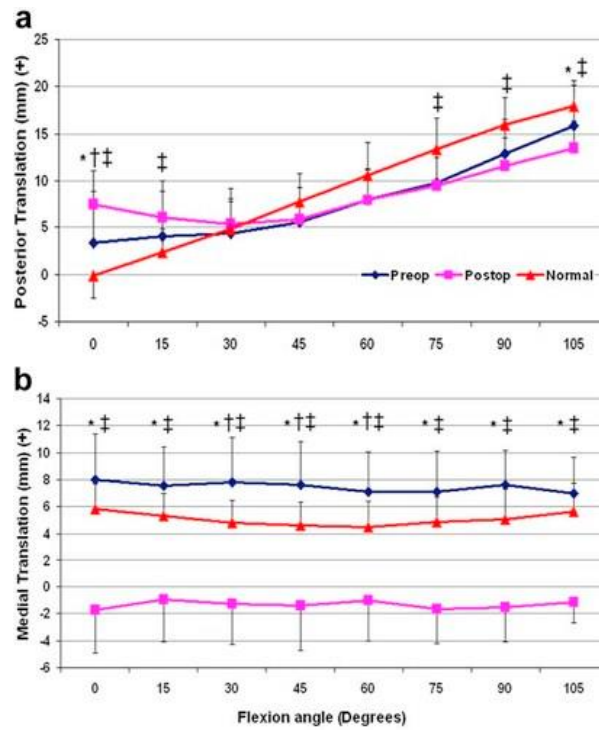 a
Posterior Translation (mm) (+)
25
20
15
10
5
0
-5
*†‡
‡
‡
‡
*‡
Preop
Postop
Normal
0 15 30 45 60 75 90 105
b
Medial Translation (mm) (+)
14
12
10
8
6
4
2
0
-2
-4
-6
*‡ *‡ *†‡ *†‡ *†‡ *‡ *‡ *‡
0 15 30 45 60 75 90 105
Flexion angle (Degrees)